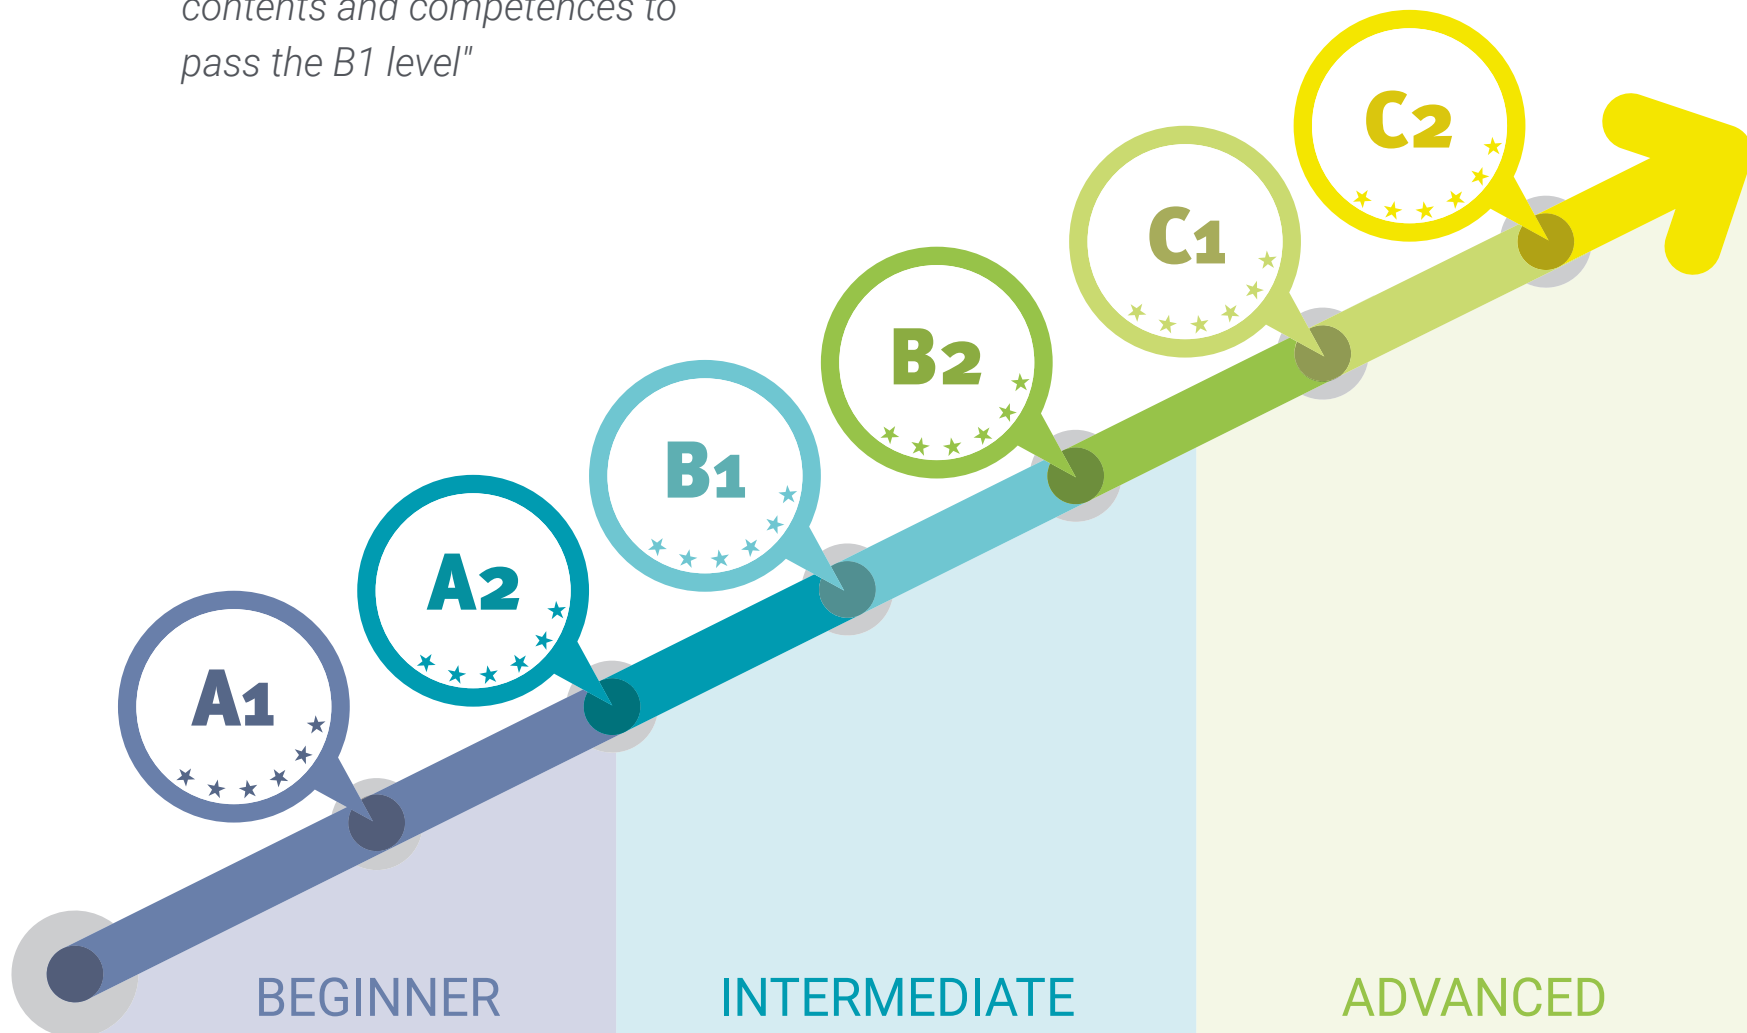 contents and competences to
pass the B1 level"
C2
C1
B2
B1
A2
A1
BEGINNER INTERMEDIATE ADVANCED